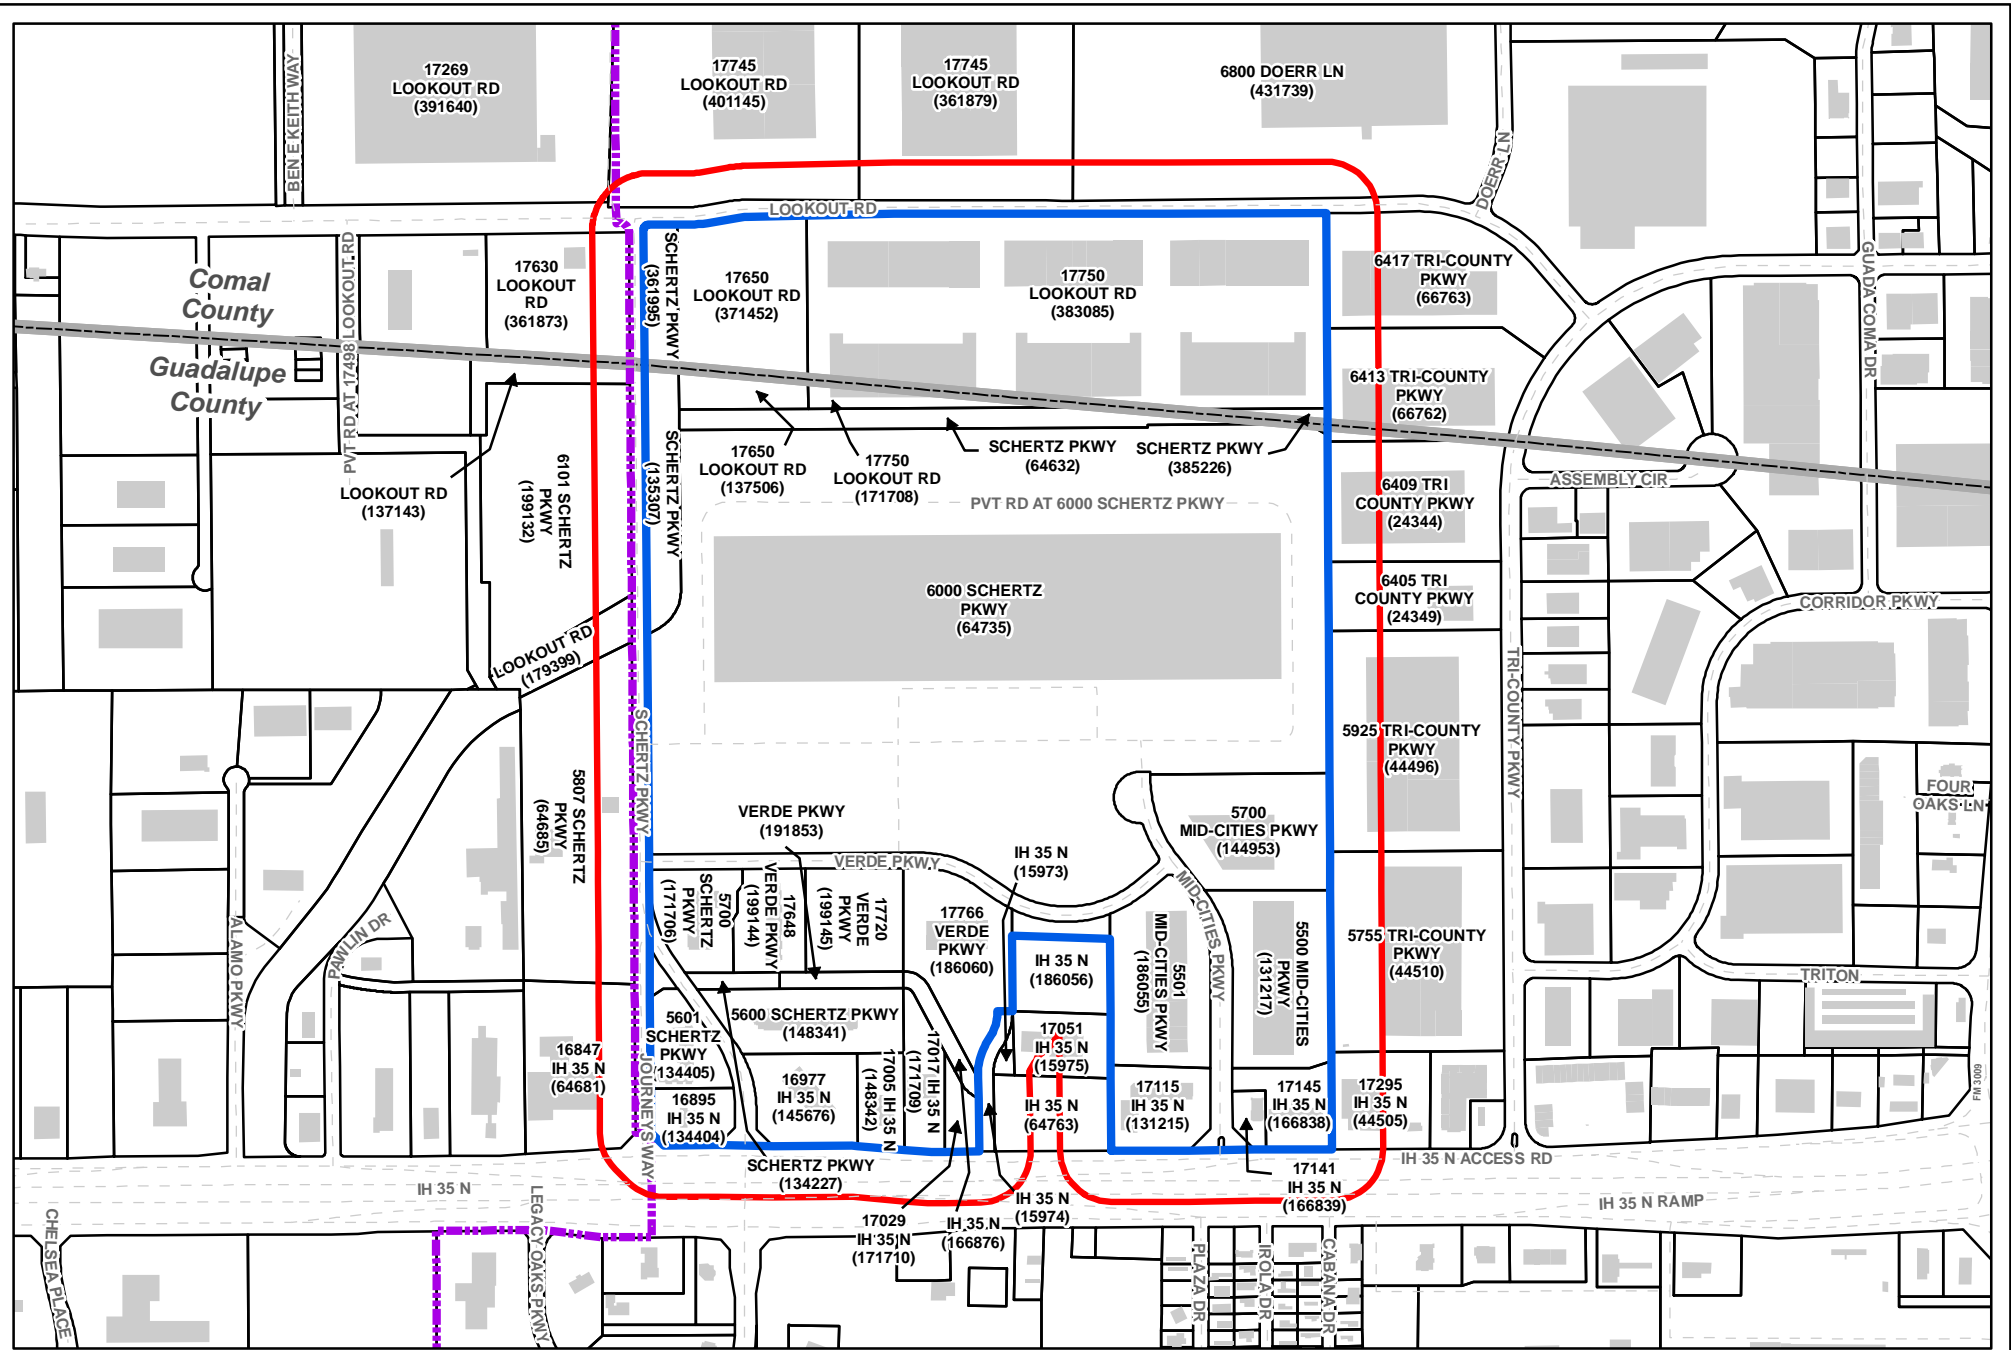 17269
LOOKOUT RD
(391640)
17745
LOOKOUT RD
(401145)
17745
LOOKOUT RD
(361879)
6800 DOERR LN
(431739)
BEN E KEITH WAY
DOERR LN
LOOKOUT RD
Comal
County
Guadalupe
County
PVT RD AT 17498 LOOKOUT RD
17630
LOOKOUT
RD
(361873)
SCHERTZ PKWY
(361995)
17650
LOOKOUT RD
(371452)
17750
LOOKOUT RD
(383085)
6417 TRI-COUNTY
PKWY
(66763)
GUADA COMA DR
6413 TRI-COUNTY
PKWY
(66762)
LOOKOUT RD
(137143)
6101 SCHERTZ
PKWY
(199132)
SCHERTZ PKWY
(135307)
17650
LOOKOUT RD
(137506)
17750
LOOKOUT RD
(171708)
SCHERTZ PKWY
(64632)
SCHERTZ PKWY
(385226)
PVT RD AT 6000 SCHERTZ PKWY
6409 TRI
COUNTY PKWY
(24344)
ASSEMBLY CIR
6000 SCHERTZ
PKWY
(64735)
6405 TRI
COUNTY PKWY
(24349)
CORRIDOR PKWY
LOOKOUT RD
(179399)
SCHERTZ PKWY
TRI-COUNTY PKWY
5925 TRI-COUNTY
PKWY
(44496)
5807 SCHERTZ
PKWY
(64685)
VERDE PKWY
(191853)
5700
MID-CITIES PKWY
(144953)
FOUR
OAKS LN
VERDE PKWY
IH 35 N
(15973)
MID-CITIES PKWY
5700
SCHERTZ
PKWY
(171706)
17648
VERDE PKWY
(199144)
17720
VERDE
PKWY
(199145)
17766
VERDE
PKWY
(186060)
IH 35 N
(186056)
5501
MID-CITIES PKWY
(186055)
5500 MID-CITIES
PKWY
(131217)
5755 TRI-COUNTY
PKWY
(44510)
ALAMO PKWY
PAWLIN DR
TRITON
5601
SCHERTZ
PKWY
(134405)
5600 SCHERTZ PKWY
(148341)
17051
IH 35 N
(15975)
16847
IH 35 N
(64681)
JOURNEYS WAY
16895
IH 35 N
(134404)
16977
IH 35 N
(145676)
17005 IH 35 N
(148342)
17017 IH 35 N
(171709)
IH 35 N
(64763)
17115
IH 35 N
(131215)
17145
IH 35 N
(166838)
17295
IH 35 N
(44505)
FM 3009
SCHERTZ PKWY
(134227)
IH 35 N ACCESS RD
17141
IH 35 N
(166839)
IH 35 N
IH 35 N RAMP
17029
IH 35 N
(171710)
IH 35 N
(166876)
IH 35 N
(15974)
CHELSEA PLACE
LEGACY OAKS PKWY
PLAZA DR
IROLA DR
CABANA DR